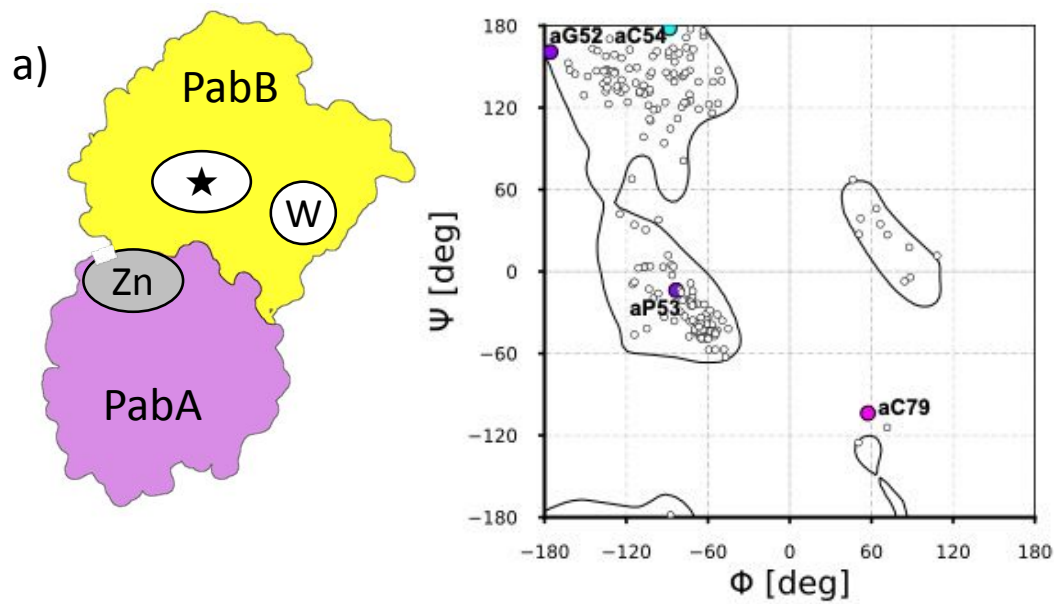 a)
PabB
★
W
Zn
PabA
180
120
60
0
−60
−120
−180
Ψ [deg]
aG52 aC54
aP53
aC79
−180 −120 −60 0 60 120 180
Φ [deg]